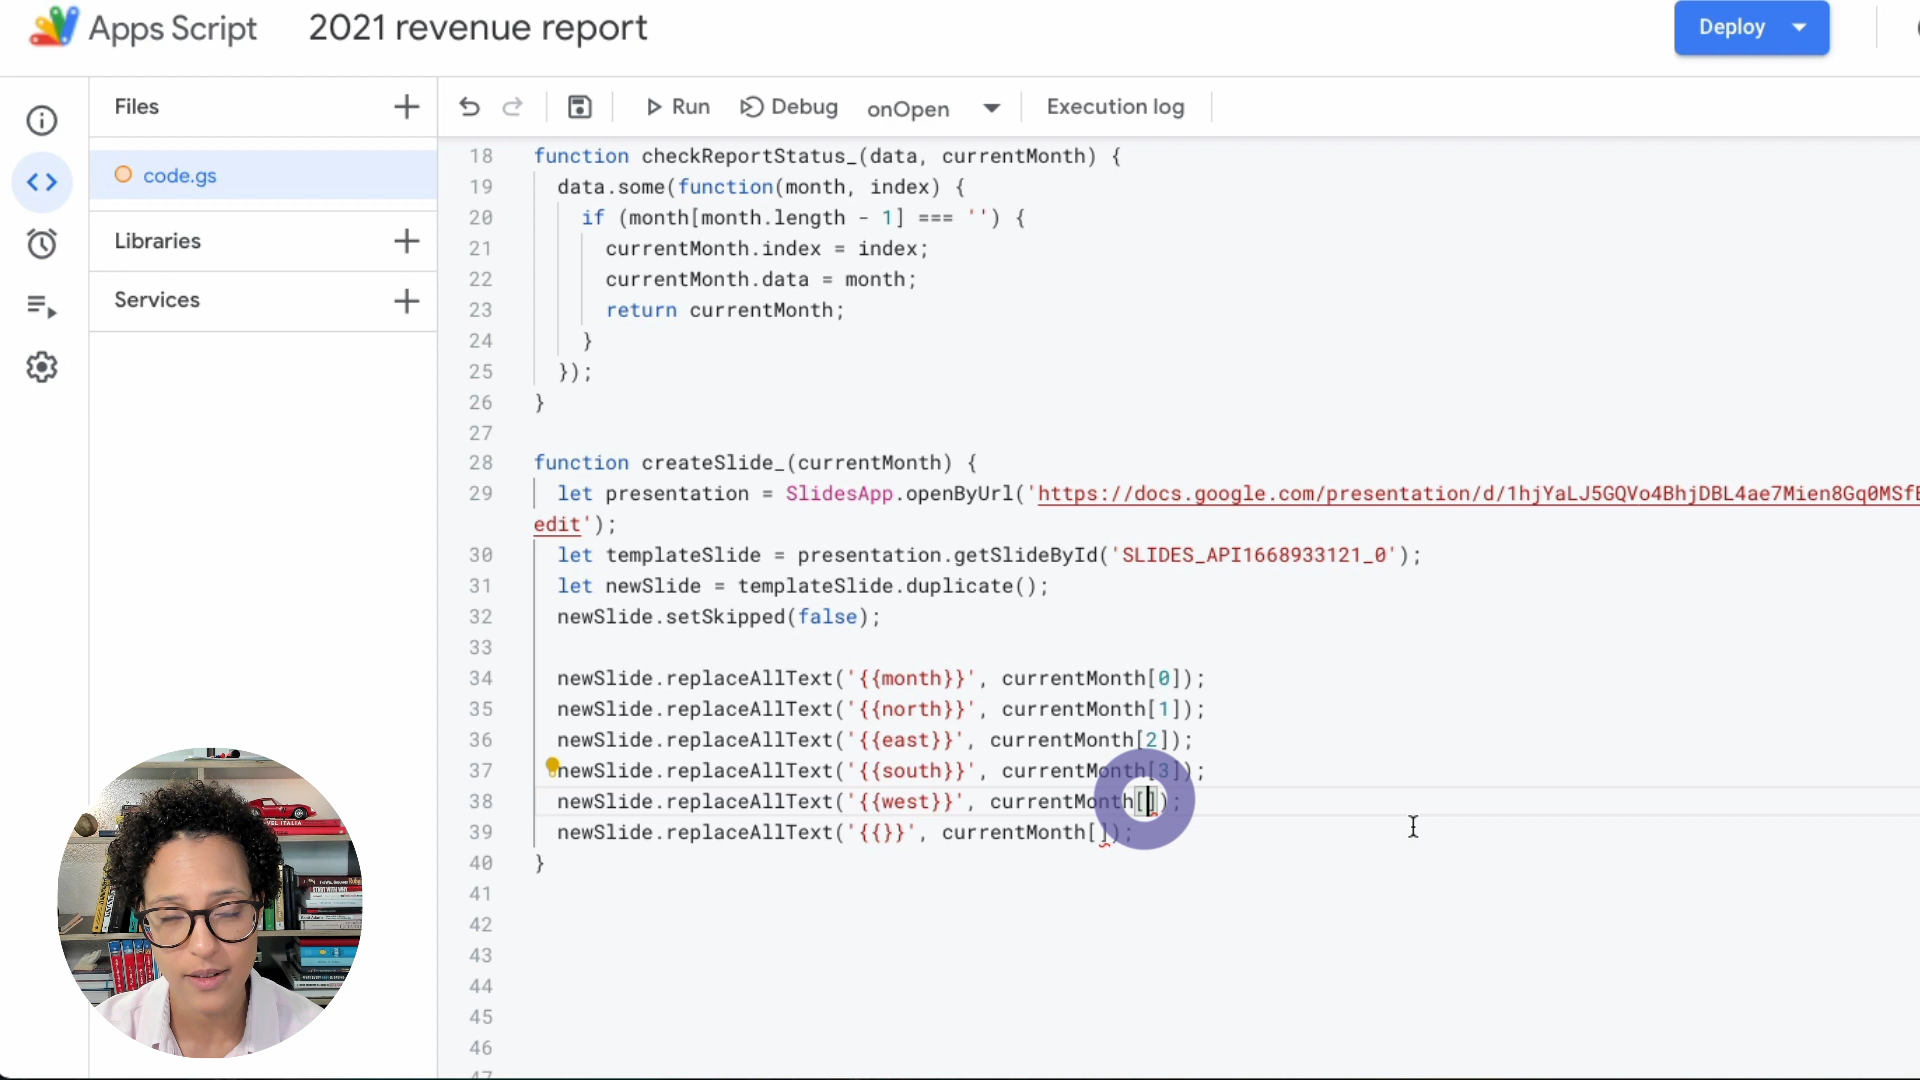 Apps Script
2021 revenue report
Deploy
Files
code.gs
Libraries
Services
Run
Debug
onOpen
Execution log
18 function checkReportStatus_(data, currentMonth) {
19 data.some(function(month, index) {
20 if (month[month.length - 1] === '') {
21 currentMonth.index = index;
22 currentMonth.data = month;
23 return currentMonth;
24 }
25 });
26 }
27
28 function createSlide_(currentMonth) {
29 let presentation = SlidesApp.openByUrl('https://docs.google.com/presentation/d/1hjYaLJ5GQVo4BhjDBL4ae7Mien8Gq0MSfE
edit');
30 let templateSlide = presentation.getSlideById('SLIDES_API1668933121_0');
31 let newSlide = templateSlide.duplicate();
32 newSlide.setSkipped(false);
33
34 newSlide.replaceAllText('{{month}}', currentMonth[0]);
35 newSlide.replaceAllText('{{north}}', currentMonth[1]);
36 newSlide.replaceAllText('{{east}}', currentMonth[2]);
37 newSlide.replaceAllText('{{south}}', currentMonth[3]);
38 newSlide.replaceAllText('{{west}}', currentMonth[]);
39 newSlide.replaceAllText('{{}}', currentMonth[]);
40 }
41
42
43
44
45
46
47